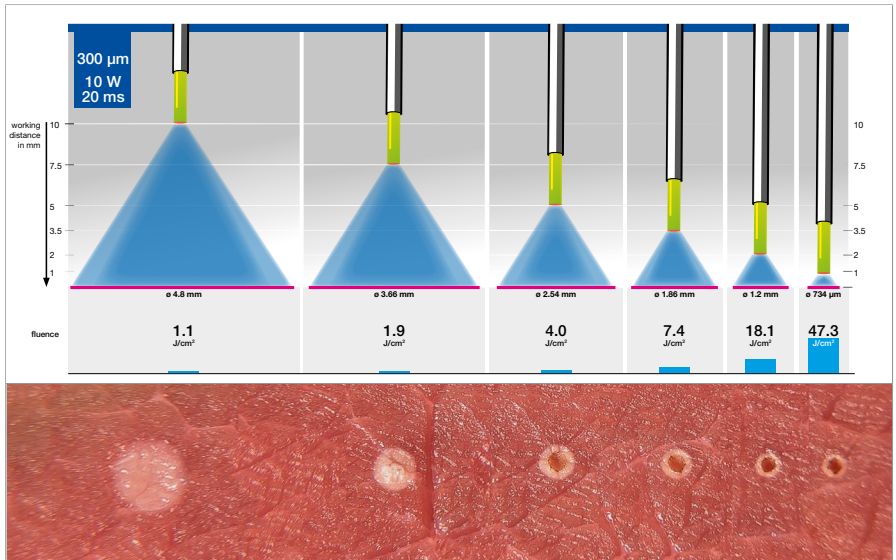 300 µm
10 W
20 ms
working
distance
in mm
10
7.5
5
3.5
2
1
10
7.5
5
3.5
2
1
ø 4.8 mm
ø 3.66 mm
ø 2.54 mm
ø 1.86 mm
ø 1.2 mm
ø 734 µm
fluence
1.1
J/cm²
1.9
J/cm²
4.0
J/cm²
7.4
J/cm²
18.1
J/cm²
47.3
J/cm²